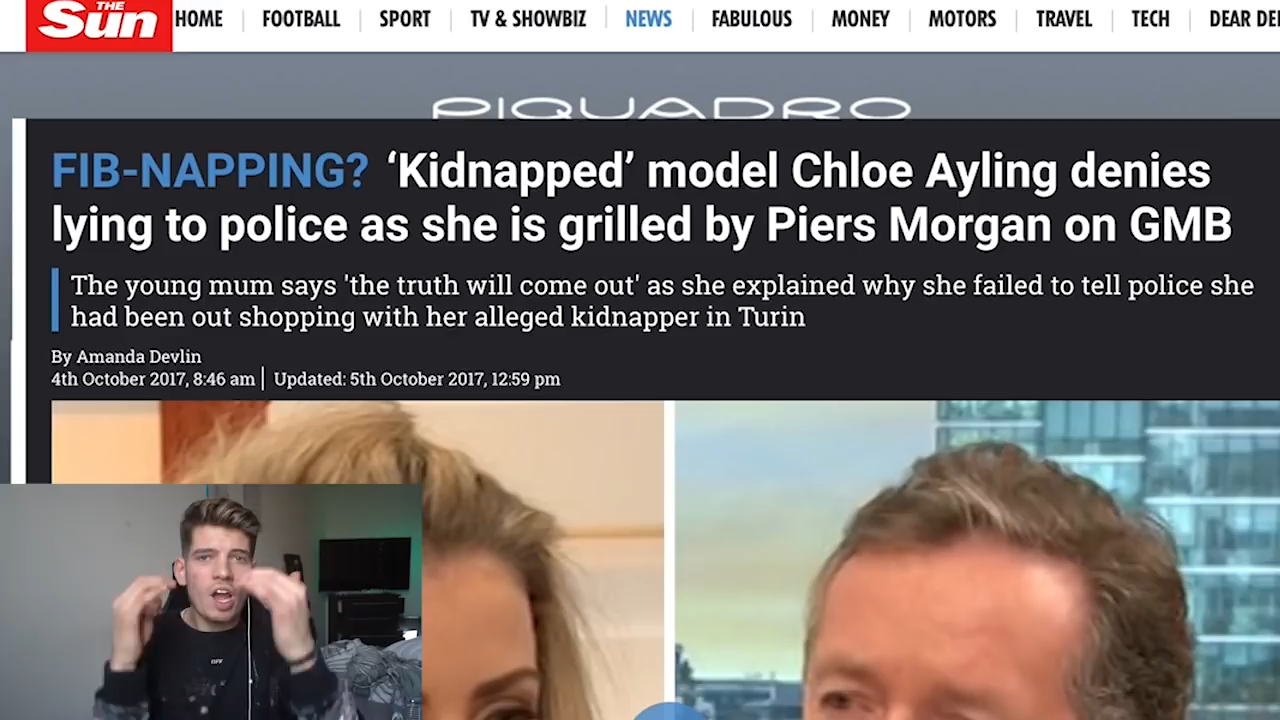 THE
Sun
HOME FOOTBALL SPORT TV & SHOWBIZ NEWS FABULOUS MONEY MOTORS TRAVEL TECH DEAR
PIQUADRO
FIB-NAPPING? ‘Kidnapped’ model Chloe Ayling denies
lying to police as she is grilled by Piers Morgan on GMB
The young mum says 'the truth will come out' as she explained why she failed to tell police she
had been out shopping with her alleged kidnapper in Turin
By Amanda Devlin
4th October 2017, 8:46 am | Updated: 5th October 2017, 12:59 pm
OFF